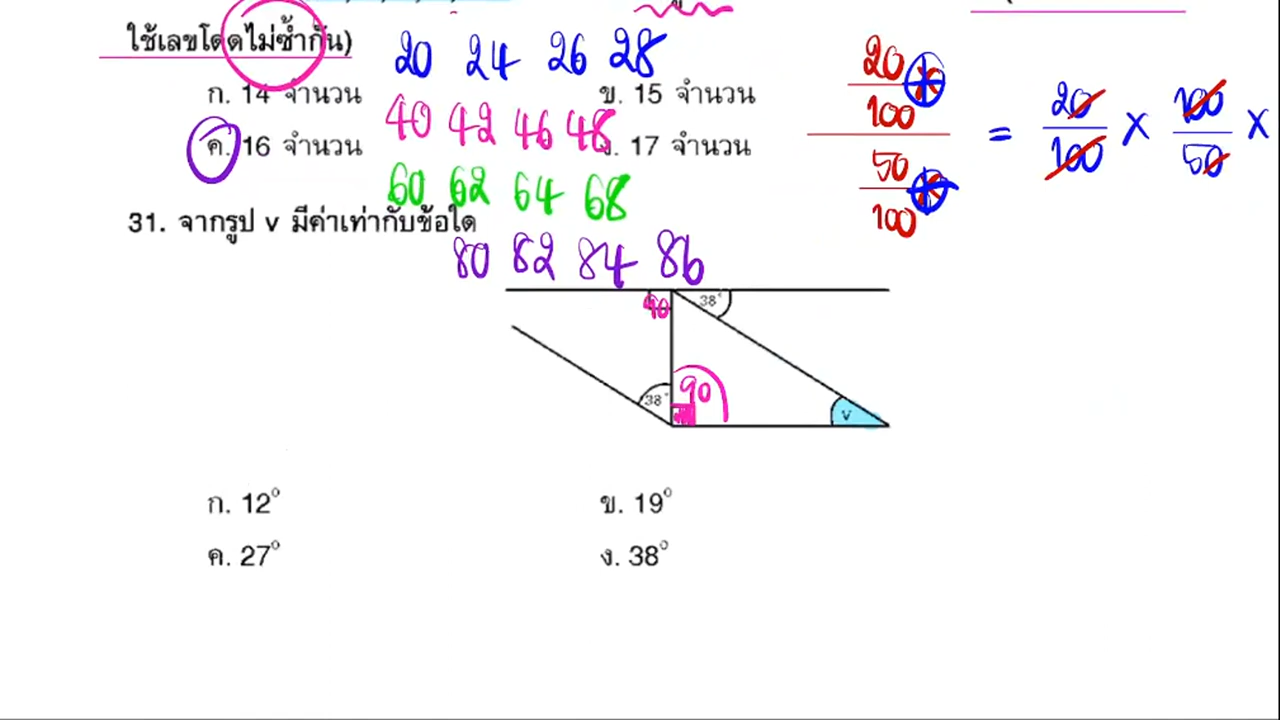 ใช้เลขโดดไม่ซ้ำกัน)
20 24 26 28
ก. 14 จำนวน
ข. 15 จำนวน
40 42 46 48
ค. 16 จำนวน
ง. 17 จำนวน
60 62 64 68
31. จากรูป v มีค่าเท่ากับข้อใด
80 82 84 86
20
100
50
100
= 20/100 × 100/50 ×
90
38°
38°
90
v
ก. 12°
ข. 19°
ค. 27°
ง. 38°